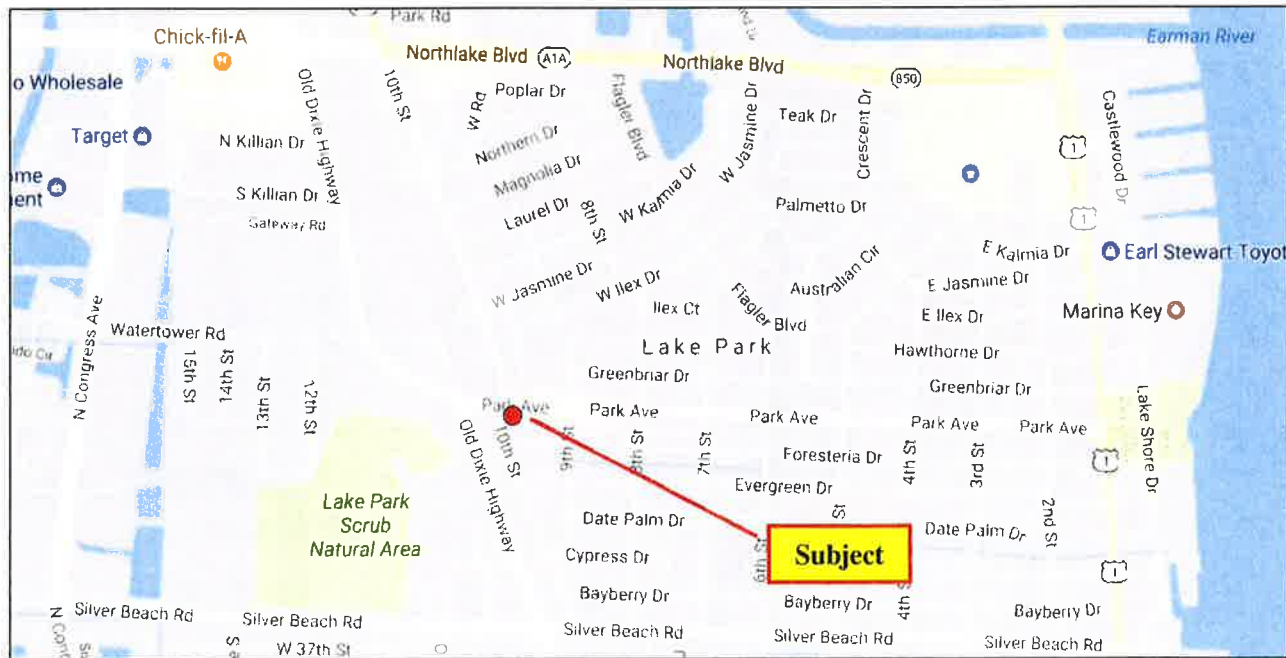 Park Rd
Chick-fil-A
Northlake Blvd
A1A
Northlake Blvd
850
Earman River
o Wholesale
Target
Old Dixie Highway
10th St
W Rd
Poplar Dr
Flagler Blvd
W Jasmine Dr
Teak Dr
Crescent Dr
Castlewood Dr
N Killian Dr
Northern Dr
1
Magnolia Dr
ome
ent
S Killian Dr
Laurel Dr
8th St
W Kalmia Dr
Palmetto Dr
1
Gateway Rd
E Kalmia Dr
Earl Stewart Toyot
W Jasmine Dr
W Ilex Dr
Australian Cir
E Jasmine Dr
Ilex Ct
Flagler Blvd
E Ilex Dr
Marina Key
N Congress Ave
Watertower Rd
Lake Park
Hawthorne Dr
15th St
14th St
13th St
12th St
Greenbriar Dr
Greenbriar Dr
Park Ave
Park Ave
Park Ave
Park Ave
Park Ave
Lake Shore Dr
Old Dixie Highway
10th St
9th St
8th St
7th St
Foresteria Dr
4th St
3rd St
1
Evergreen Dr
Lake Park
Scrub
Natural Area
Date Palm Dr
St
Date Palm Dr
2nd St
Cypress Dr
6th St
Subject
1
Bayberry Dr
Bayberry Dr
4th S
Bayberry Dr
N Con
Silver Beach Rd
Silver Beach Rd
Silver Beach Rd
Silver Beach Rd
Silver Beach Rd
W 37th St